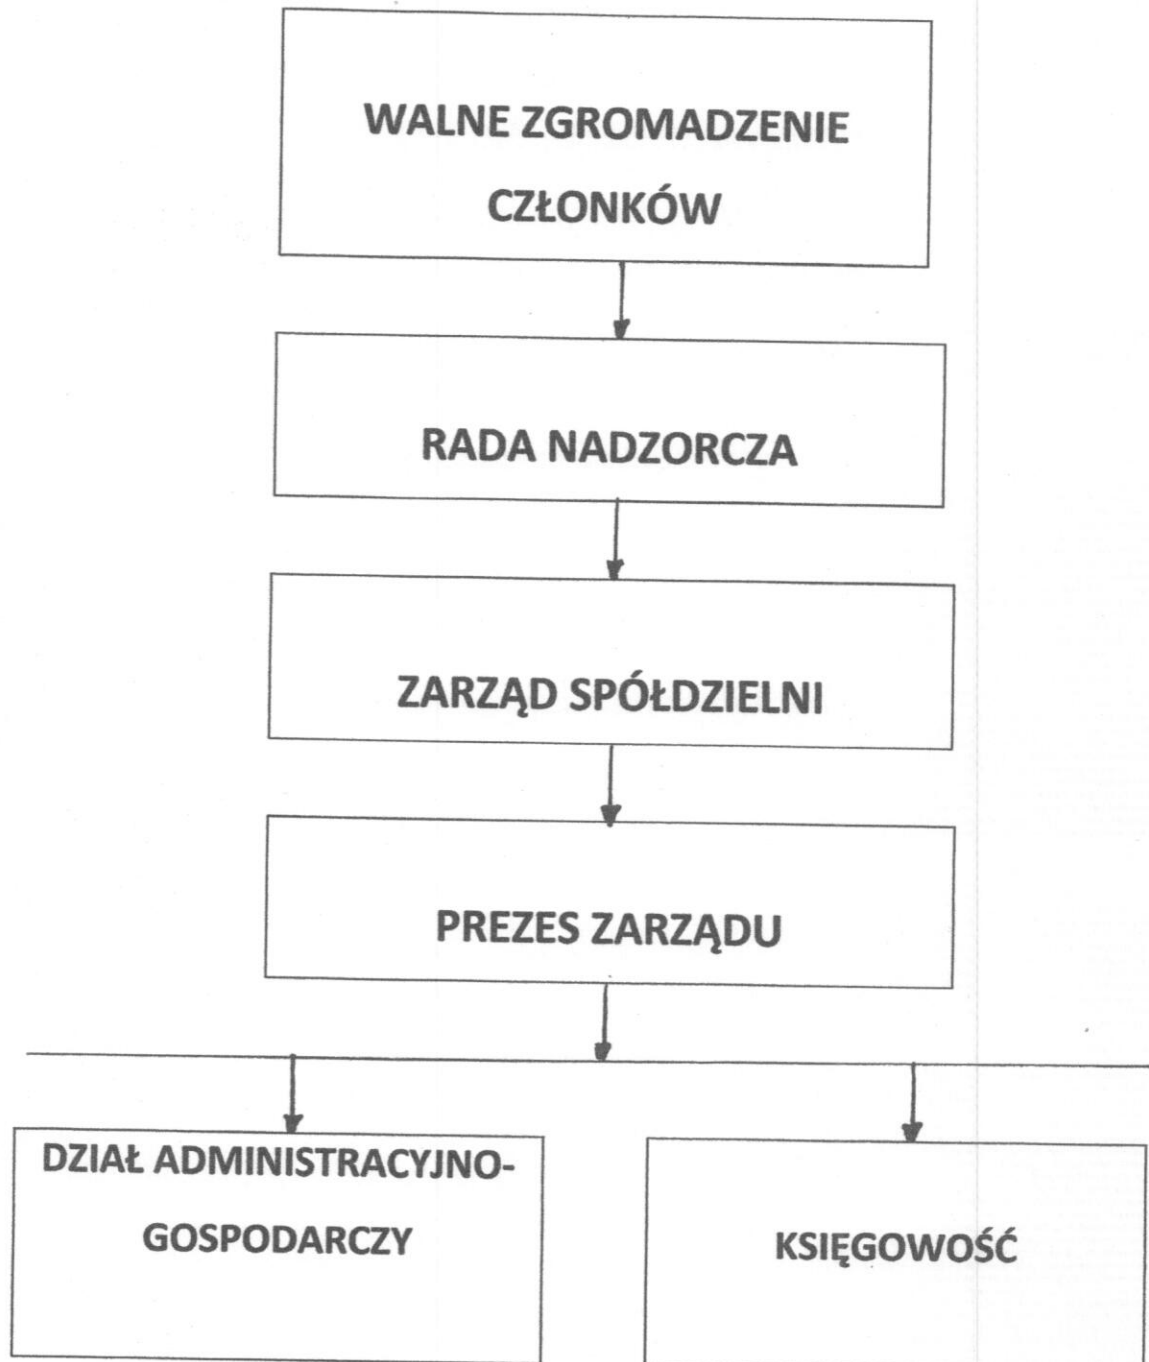 WALNE ZGROMADZENIE
CZŁONKÓW
RADA NADZORCZA
ZARZĄD SPÓŁDZIELNI
PREZES ZARZĄDU
DZIAŁ ADMINISTRACYJNO-
GOSPODARCZY
KSIĘGOWOŚĆ